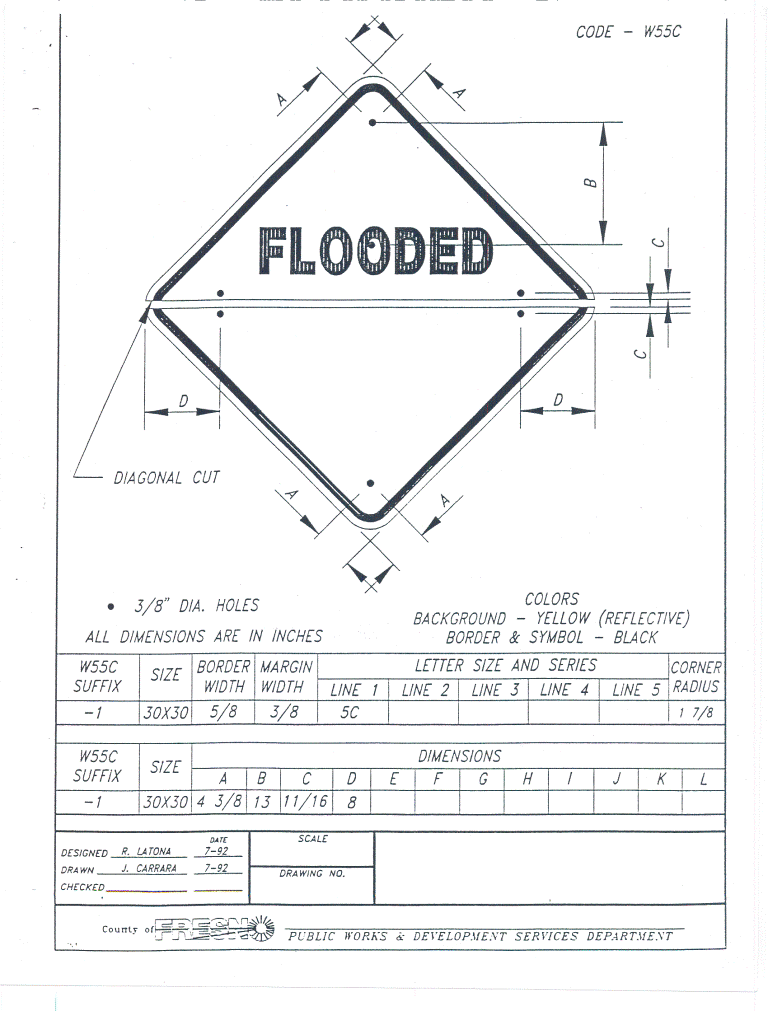 CODE - W55C
X
A
A
B
FLOODED
C
C
D
D
DIAGONAL CUT
A
A
X
• 3/8" DIA. HOLES
ALL DIMENSIONS ARE IN INCHES
COLORS
BACKGROUND - YELLOW (REFLECTIVE)
BORDER & SYMBOL - BLACK
W55C SUFFIX SIZE BORDER WIDTH MARGIN WIDTH LETTER SIZE AND SERIES CORNER RADIUS
LINE 1 LINE 2 LINE 3 LINE 4 LINE 5
-1 30X30 5/8 3/8 5C 1 7/8
W55C SUFFIX SIZE DIMENSIONS
A B C D E F G H I J K L
-1 30X30 4 3/8 13 11/16 8
DATE
DESIGNED R. LATONA 7-92
DRAWN J. CARRARA 7-92
CHECKED
SCALE
DRAWING NO.
County of FRESNO
PUBLIC WORKS & DEVELOPMENT SERVICES DEPARTMENT